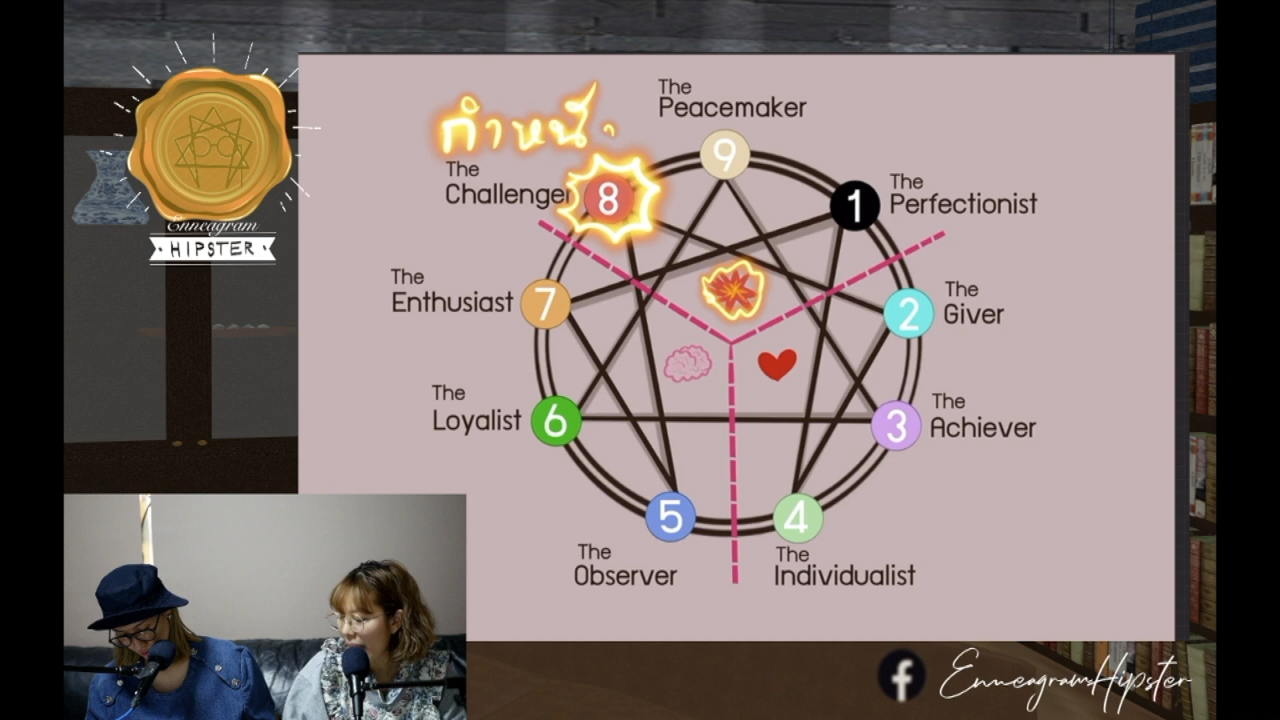 กำหนั.
The
Peacemaker
9
The
Challenger
8
1
The
Perfectionist
The
Enthusiast
7
2
The
Giver
The
Loyalist
6
3
The
Achiever
5
4
The
Observer
The
Individualist
Enneagram
HIPSTER
f
EnneagramHipster